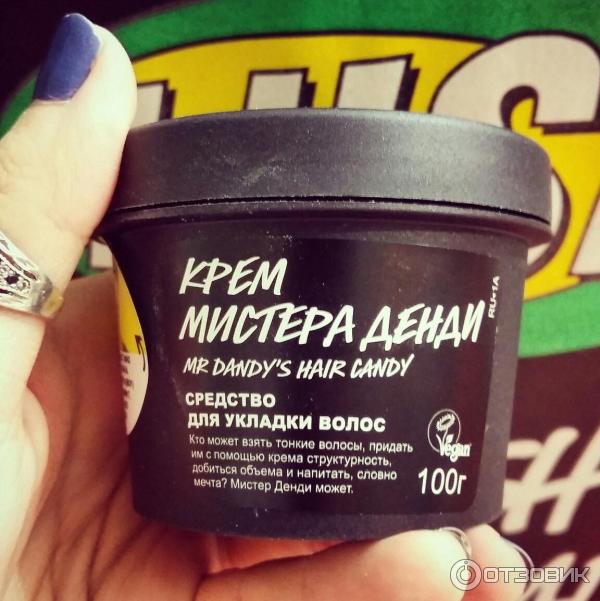 LUSH
КРЕМ
МИСТЕРА ДЕНДИ
RU-1A
MR DANDY'S HAIR CANDY
СРЕДСТВО
ДЛЯ УКЛАДКИ ВОЛОС
Кто может взять тонкие волосы, придать
им с помощью крема структурность,
добиться объема и напитать, словно
мечта? Мистер Денди может.
Vegan
100г
ОТЗОВИК